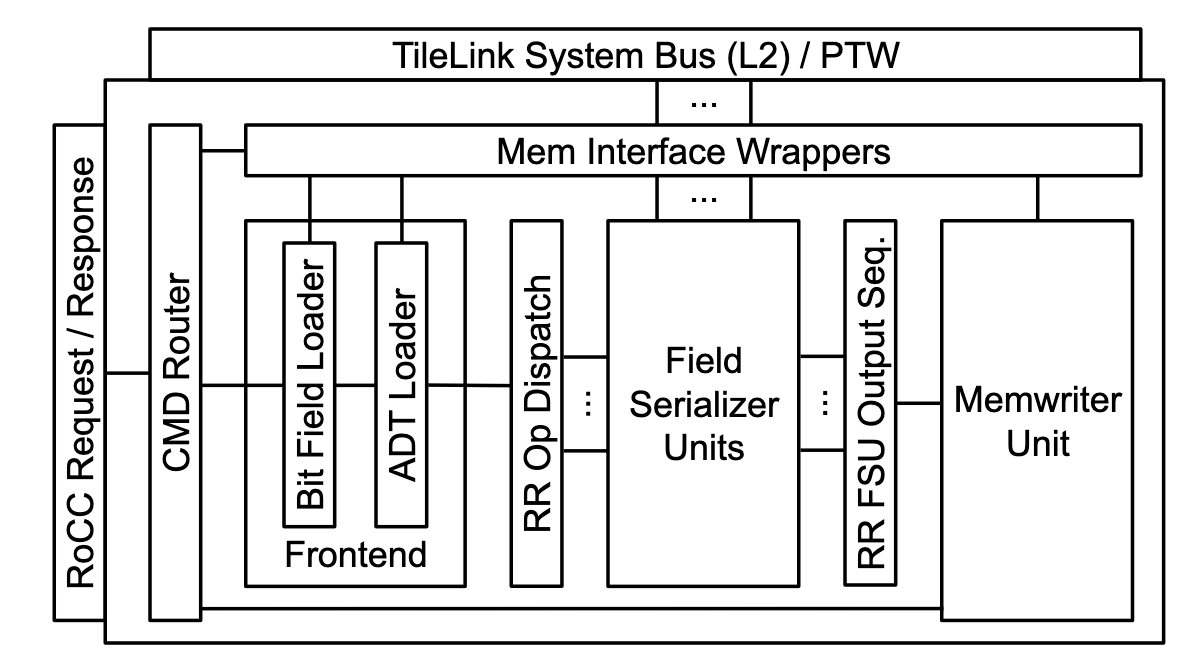 TileLink System Bus (L2) / PTW
...
Mem Interface Wrappers
...
RoCC Request / Response
CMD Router
Bit Field Loader
ADT Loader
Frontend
RR Op Dispatch
...
Field
Serializer
Units
...
RR FSU Output Seq.
Memwriter
Unit